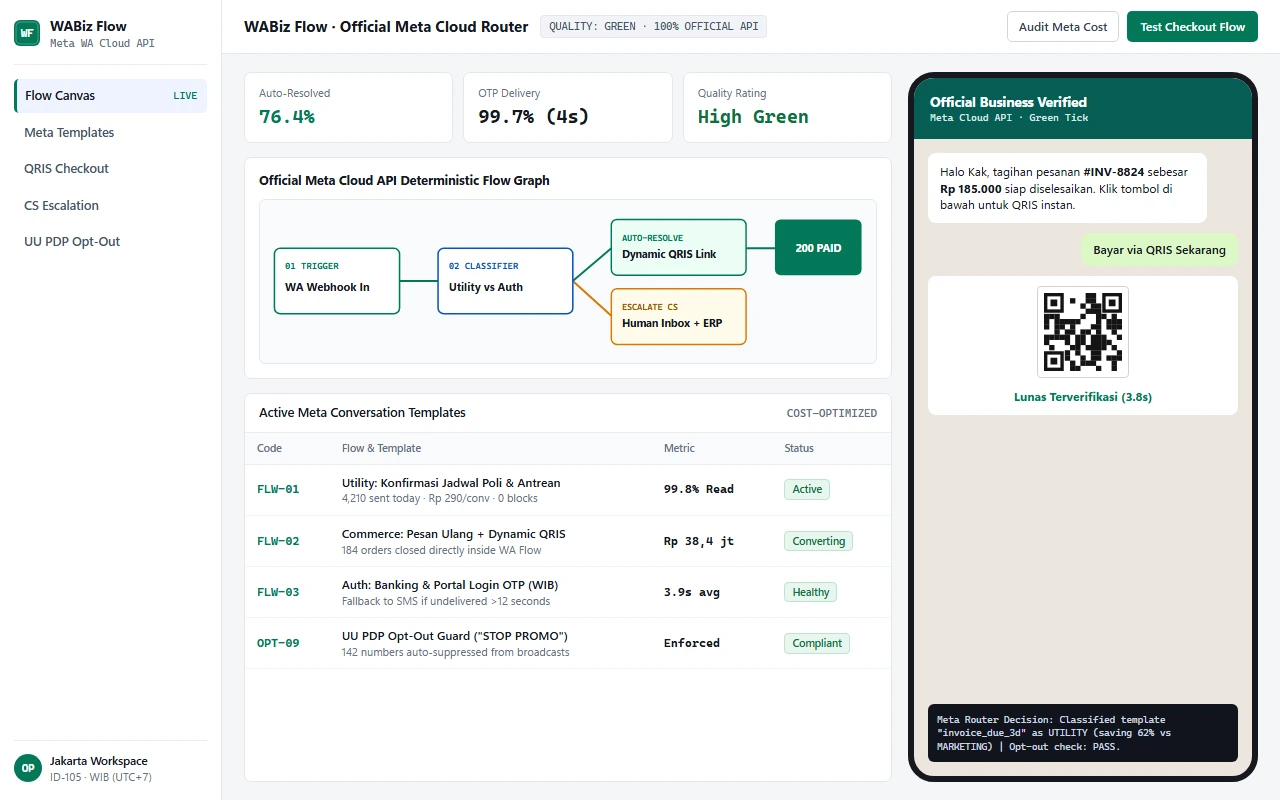 WF
WABiz Flow
Meta WA Cloud API
Flow Canvas LIVE
Meta Templates
QRIS Checkout
CS Escalation
UU PDP Opt-Out
OP
Jakarta Workspace
ID-105 · WIB (UTC+7)
WABiz Flow · Official Meta Cloud Router
QUALITY: GREEN · 100% OFFICIAL API
Audit Meta Cost
Test Checkout Flow
Auto-Resolved
76.4%
OTP Delivery
99.7% (4s)
Quality Rating
High Green
Official Meta Cloud API Deterministic Flow Graph
01 TRIGGER
WA Webhook In
02 CLASSIFIER
Utility vs Auth
AUTO-RESOLVE
Dynamic QRIS Link
ESCALATE CS
Human Inbox + ERP
200 PAID
Active Meta Conversation Templates
COST-OPTIMIZED
Code Flow & Template Metric Status
FLW-01
Utility: Konfirmasi Jadwal Poli & Antrean
4,210 sent today · Rp 290/conv · 0 blocks
99.8% Read
Active
FLW-02
Commerce: Pesan Ulang + Dynamic QRIS
184 orders closed directly inside WA Flow
Rp 38,4 jt
Converting
FLW-03
Auth: Banking & Portal Login OTP (WIB)
Fallback to SMS if undelivered >12 seconds
3.9s avg
Healthy
OPT-09
UU PDP Opt-Out Guard ("STOP PROMO")
142 numbers auto-suppressed from broadcasts
Enforced
Compliant
Official Business Verified
Meta Cloud API · Green Tick
Halo Kak, tagihan pesanan #INV-8824 sebesar
Rp 185.000 siap diselesaikan. Klik tombol di
bawah untuk QRIS instan.
Bayar via QRIS Sekarang
Lunas Terverifikasi (3.8s)
Meta Router Decision: Classified template
"invoice_due_3d" as UTILITY (saving 62% vs
MARKETING) | Opt-out check: PASS.